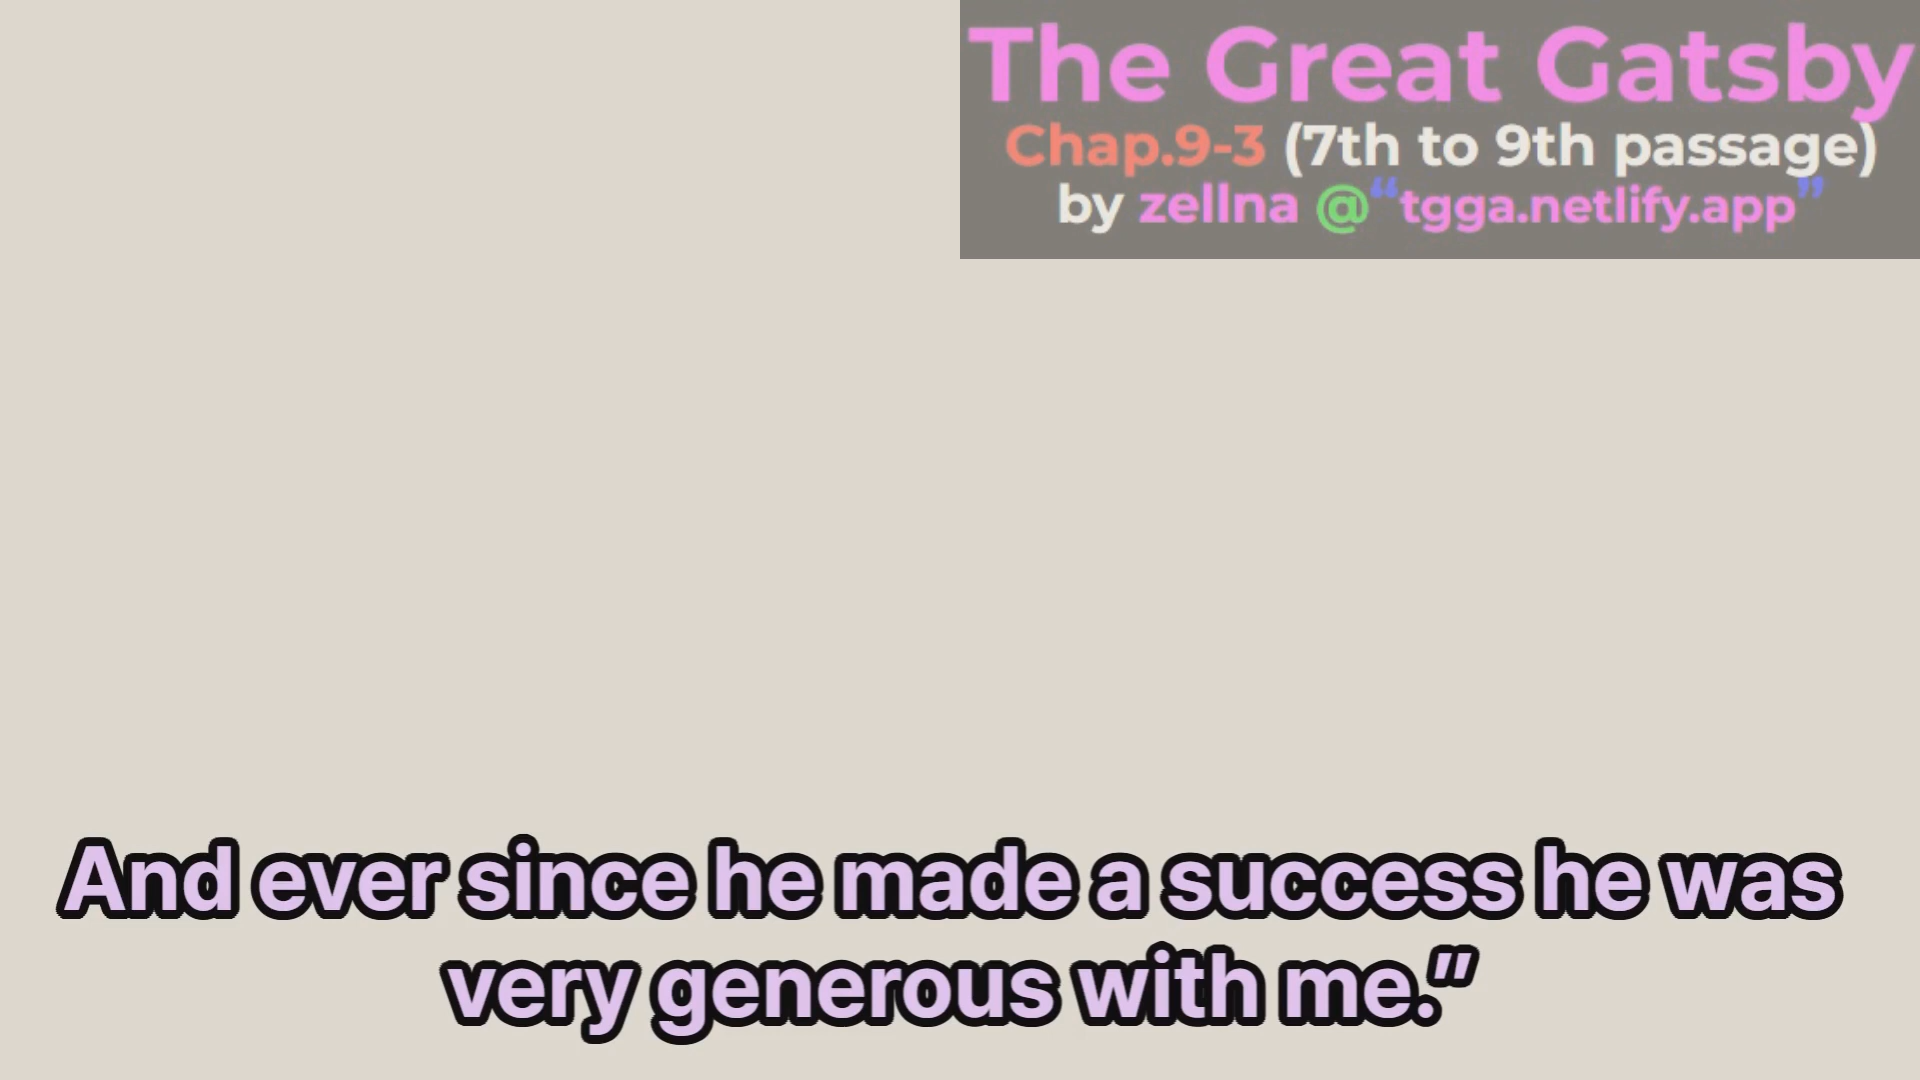 The Great Gatsby
Chap.9-3 (7th to 9th passage)
by zellna @“tgga.netlify.app”
And ever since he made a success he was
very generous with me.”